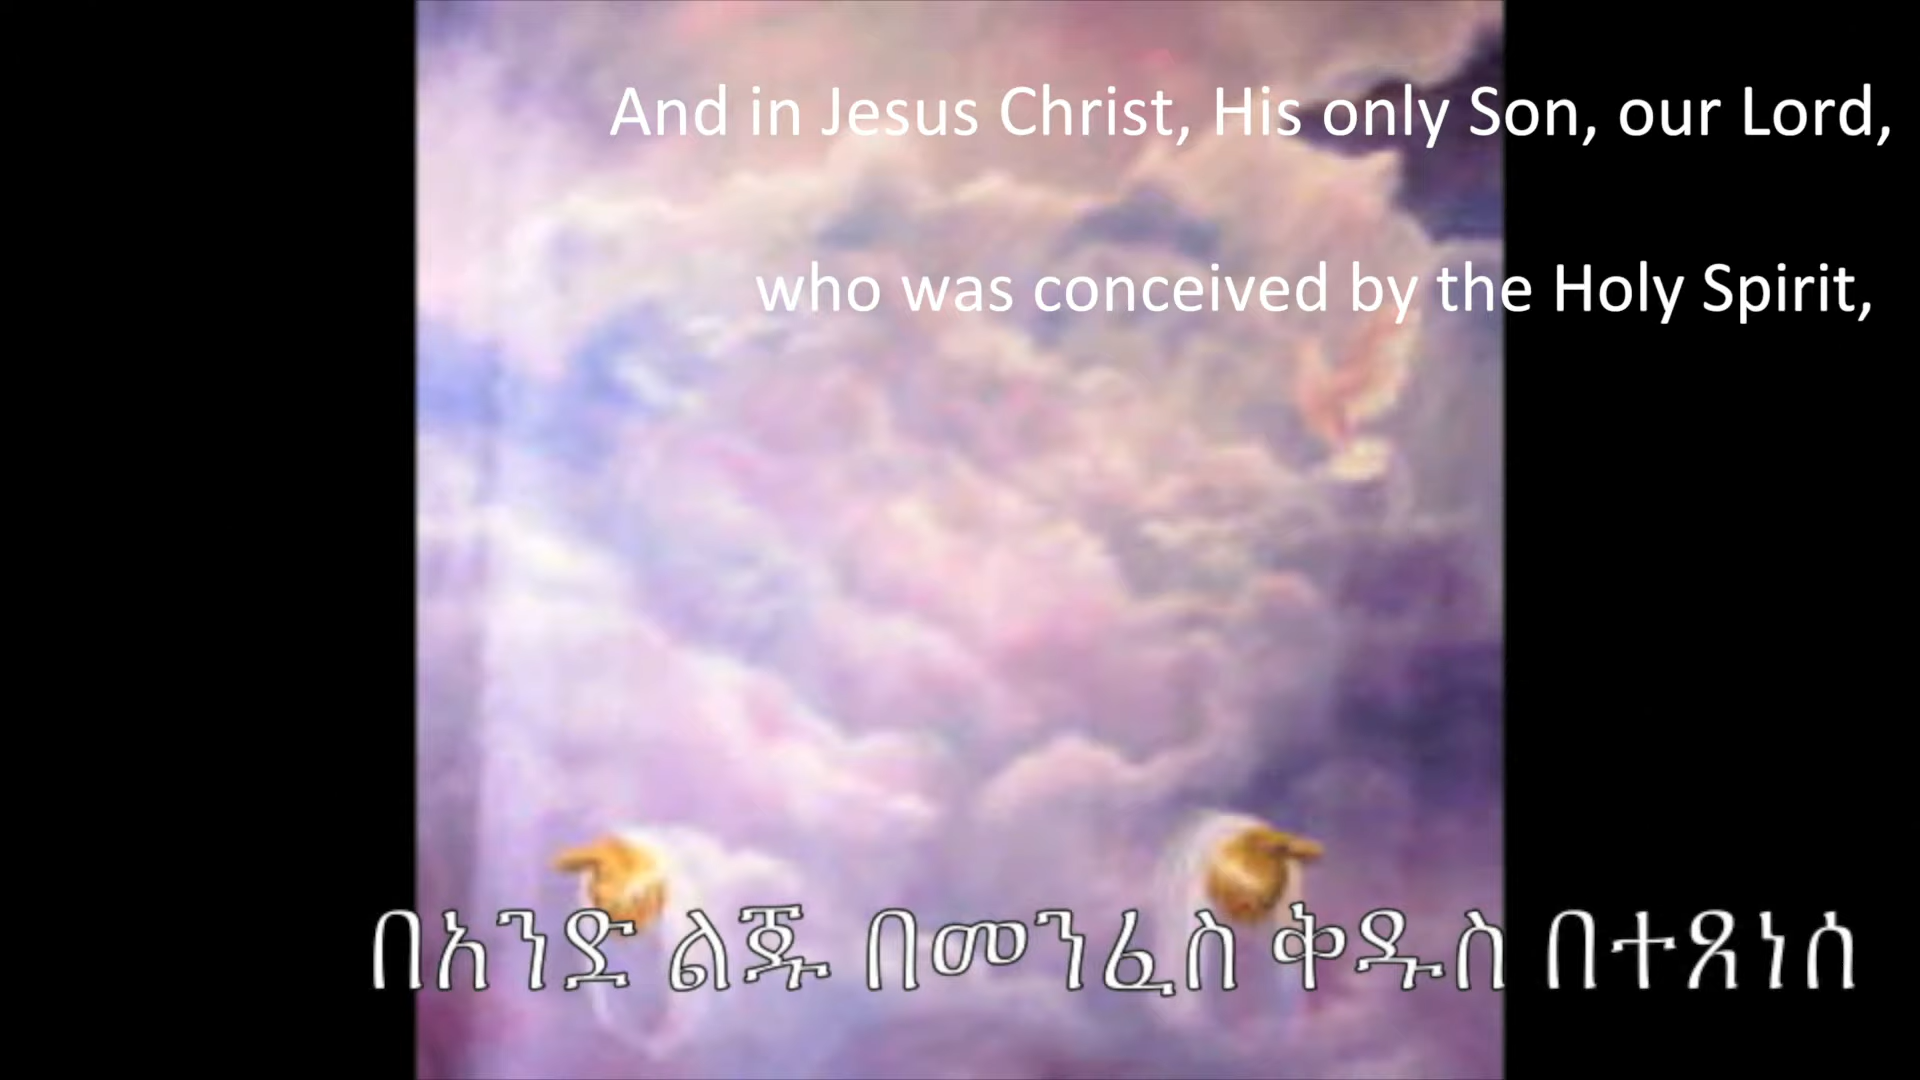 And in Jesus Christ, His only Son, our Lord,
who was conceived by the Holy Spirit,
በአንድ ልጁ በመንፈስ ቅዱስ በተጸነሰ